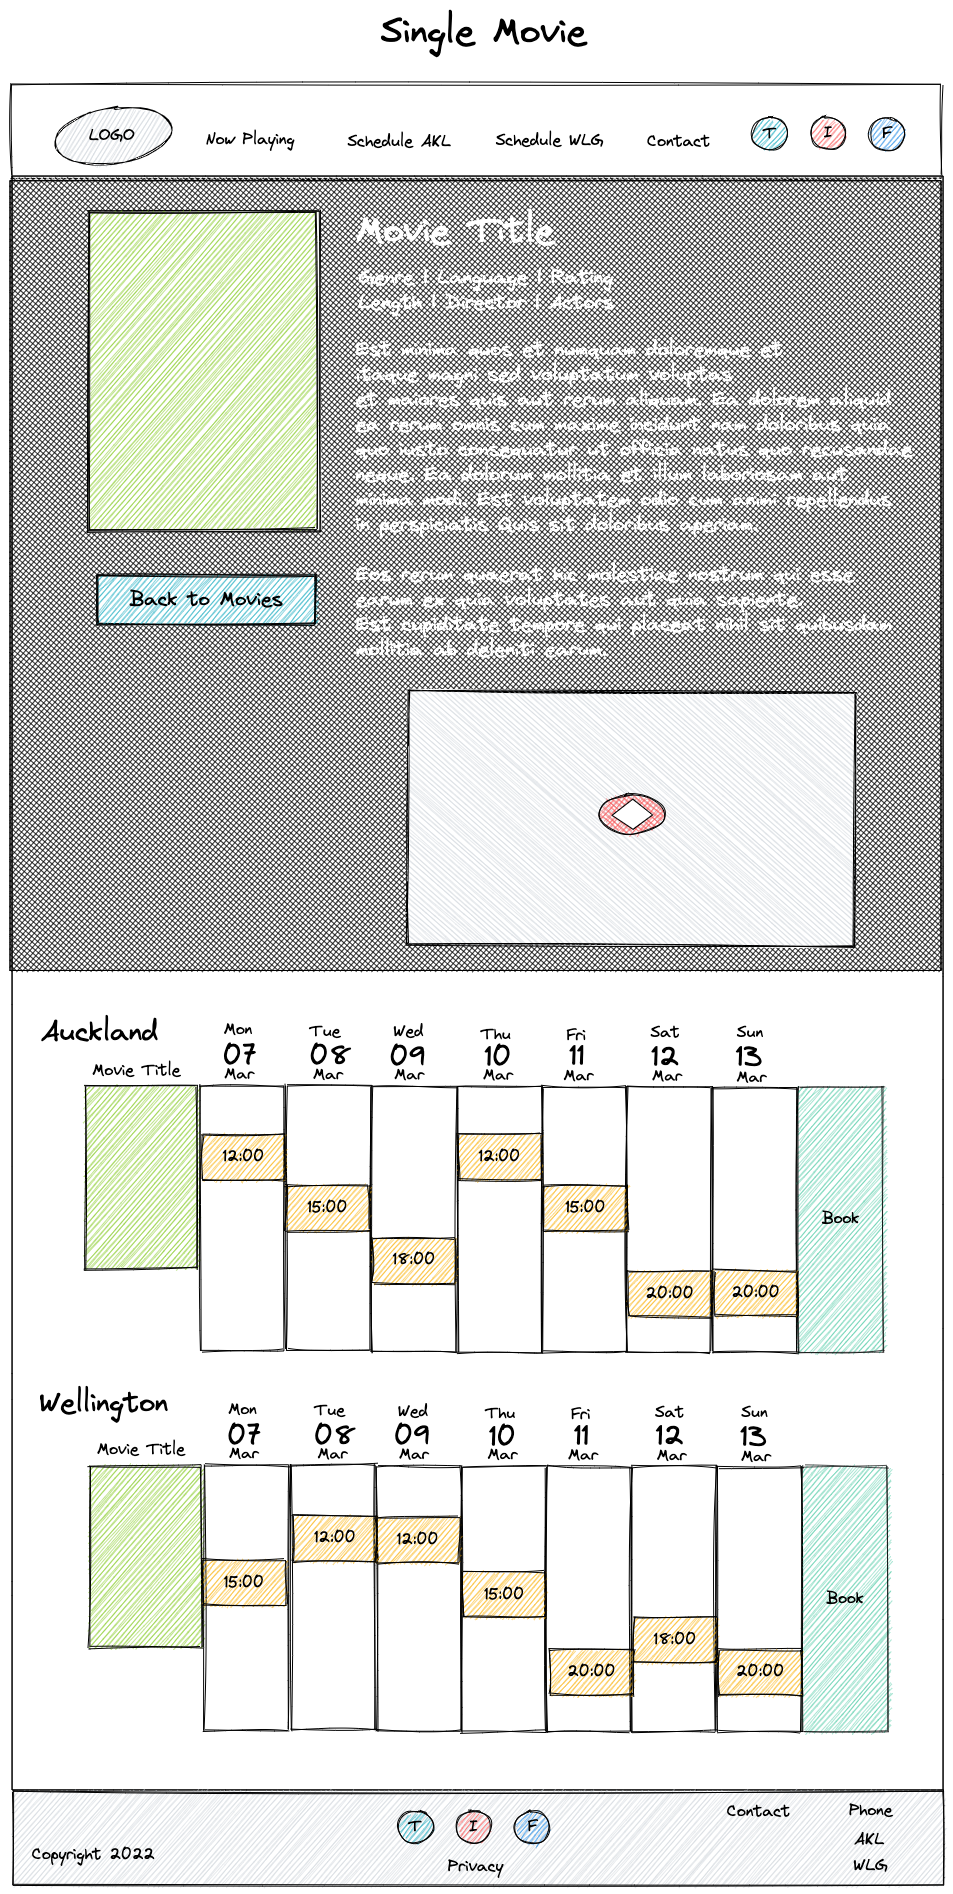 Single Movie
LOGO
Now Playing
Schedule AKL
Schedule WLG
Contact
T
I
F
Movie Title
Genre | Language | Rating
Length | Director | Actors
Est minima quos et numquam doloremque et
itaque magni sed voluptatum voluptas
et maiores quis aut rerum aliquam. Ea dolorem aliquid
ea rerum omnis cum maxime incidunt nam doloribus quia
quo iusto consequatur ut officia natus quo recusandae
neque. Ea dolorum mollitia et illum laboriosam aut
minima modi. Est voluptatem odio cum animi repellendus
in perspiciatis Quis sit doloribus aperiam.
Eos rerum quaerat hic molestiae nostrum qui esse
earum ex quia voluptates aut quia sapiente
Est cupiditate tempore qui placeat nihil sit quibusdam
mollitia ab deleniti earum.
Back to Movies
Auckland
Movie Title
Mon
07
Mar
Tue
08
Mar
Wed
09
Mar
Thu
10
Mar
Fri
11
Mar
Sat
12
Mar
Sun
13
Mar
12:00
15:00
18:00
12:00
15:00
20:00
20:00
Book
Wellington
Movie Title
Mon
07
Mar
Tue
08
Mar
Wed
09
Mar
Thu
10
Mar
Fri
11
Mar
Sat
12
Mar
Sun
13
Mar
15:00
12:00
12:00
15:00
20:00
18:00
20:00
Book
Copyright 2022
T
I
F
Privacy
Contact
Phone
AKL
WLG